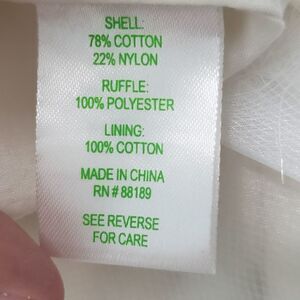 SHELL:
78% COTTON
22% NYLON
RUFFLE:
100% POLYESTER
LINING:
100% COTTON
MADE IN CHINA
RN # 88189
SEE REVERSE
FOR CARE